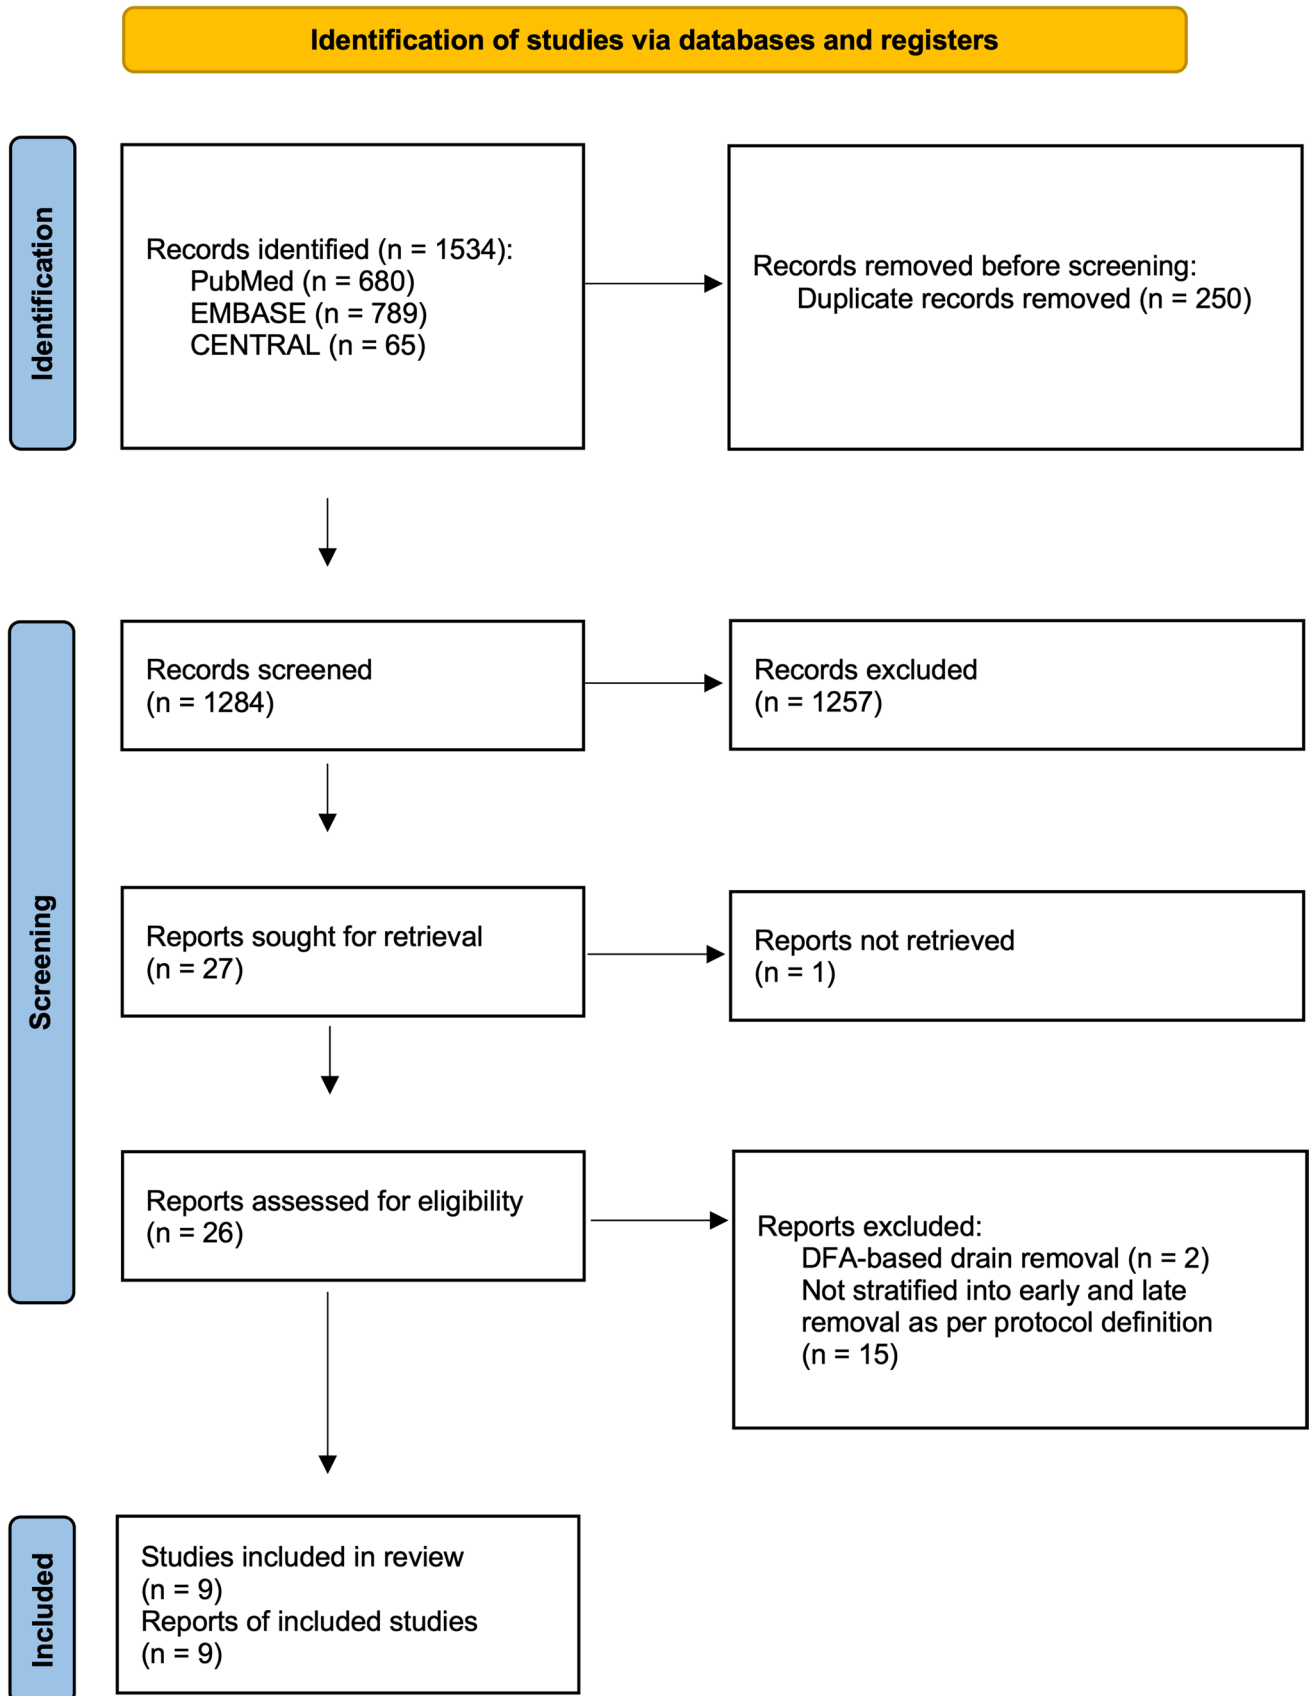 Identification of studies via databases and registers
Identification
Records identified (n = 1534):
PubMed (n = 680)
EMBASE (n = 789)
CENTRAL (n = 65)
Records removed before screening:
Duplicate records removed (n = 250)
Screening
Records screened
(n = 1284)
Records excluded
(n = 1257)
Reports sought for retrieval
(n = 27)
Reports not retrieved
(n = 1)
Reports assessed for eligibility
(n = 26)
Reports excluded:
DFA-based drain removal (n = 2)
Not stratified into early and late
removal as per protocol definition
(n = 15)
Included
Studies included in review
(n = 9)
Reports of included studies
(n = 9)